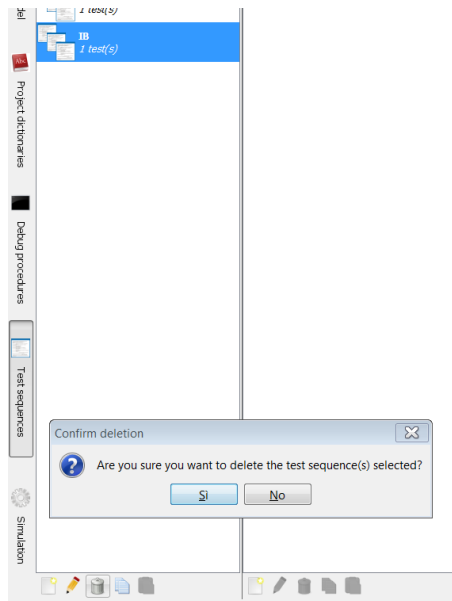 1 test(s)
IB
1 test(s)
Abc
Project dictionaries
Debug procedures
Test sequences
Simulation
Confirm deletion
Are you sure you want to delete the test sequence(s) selected?
Sì
No